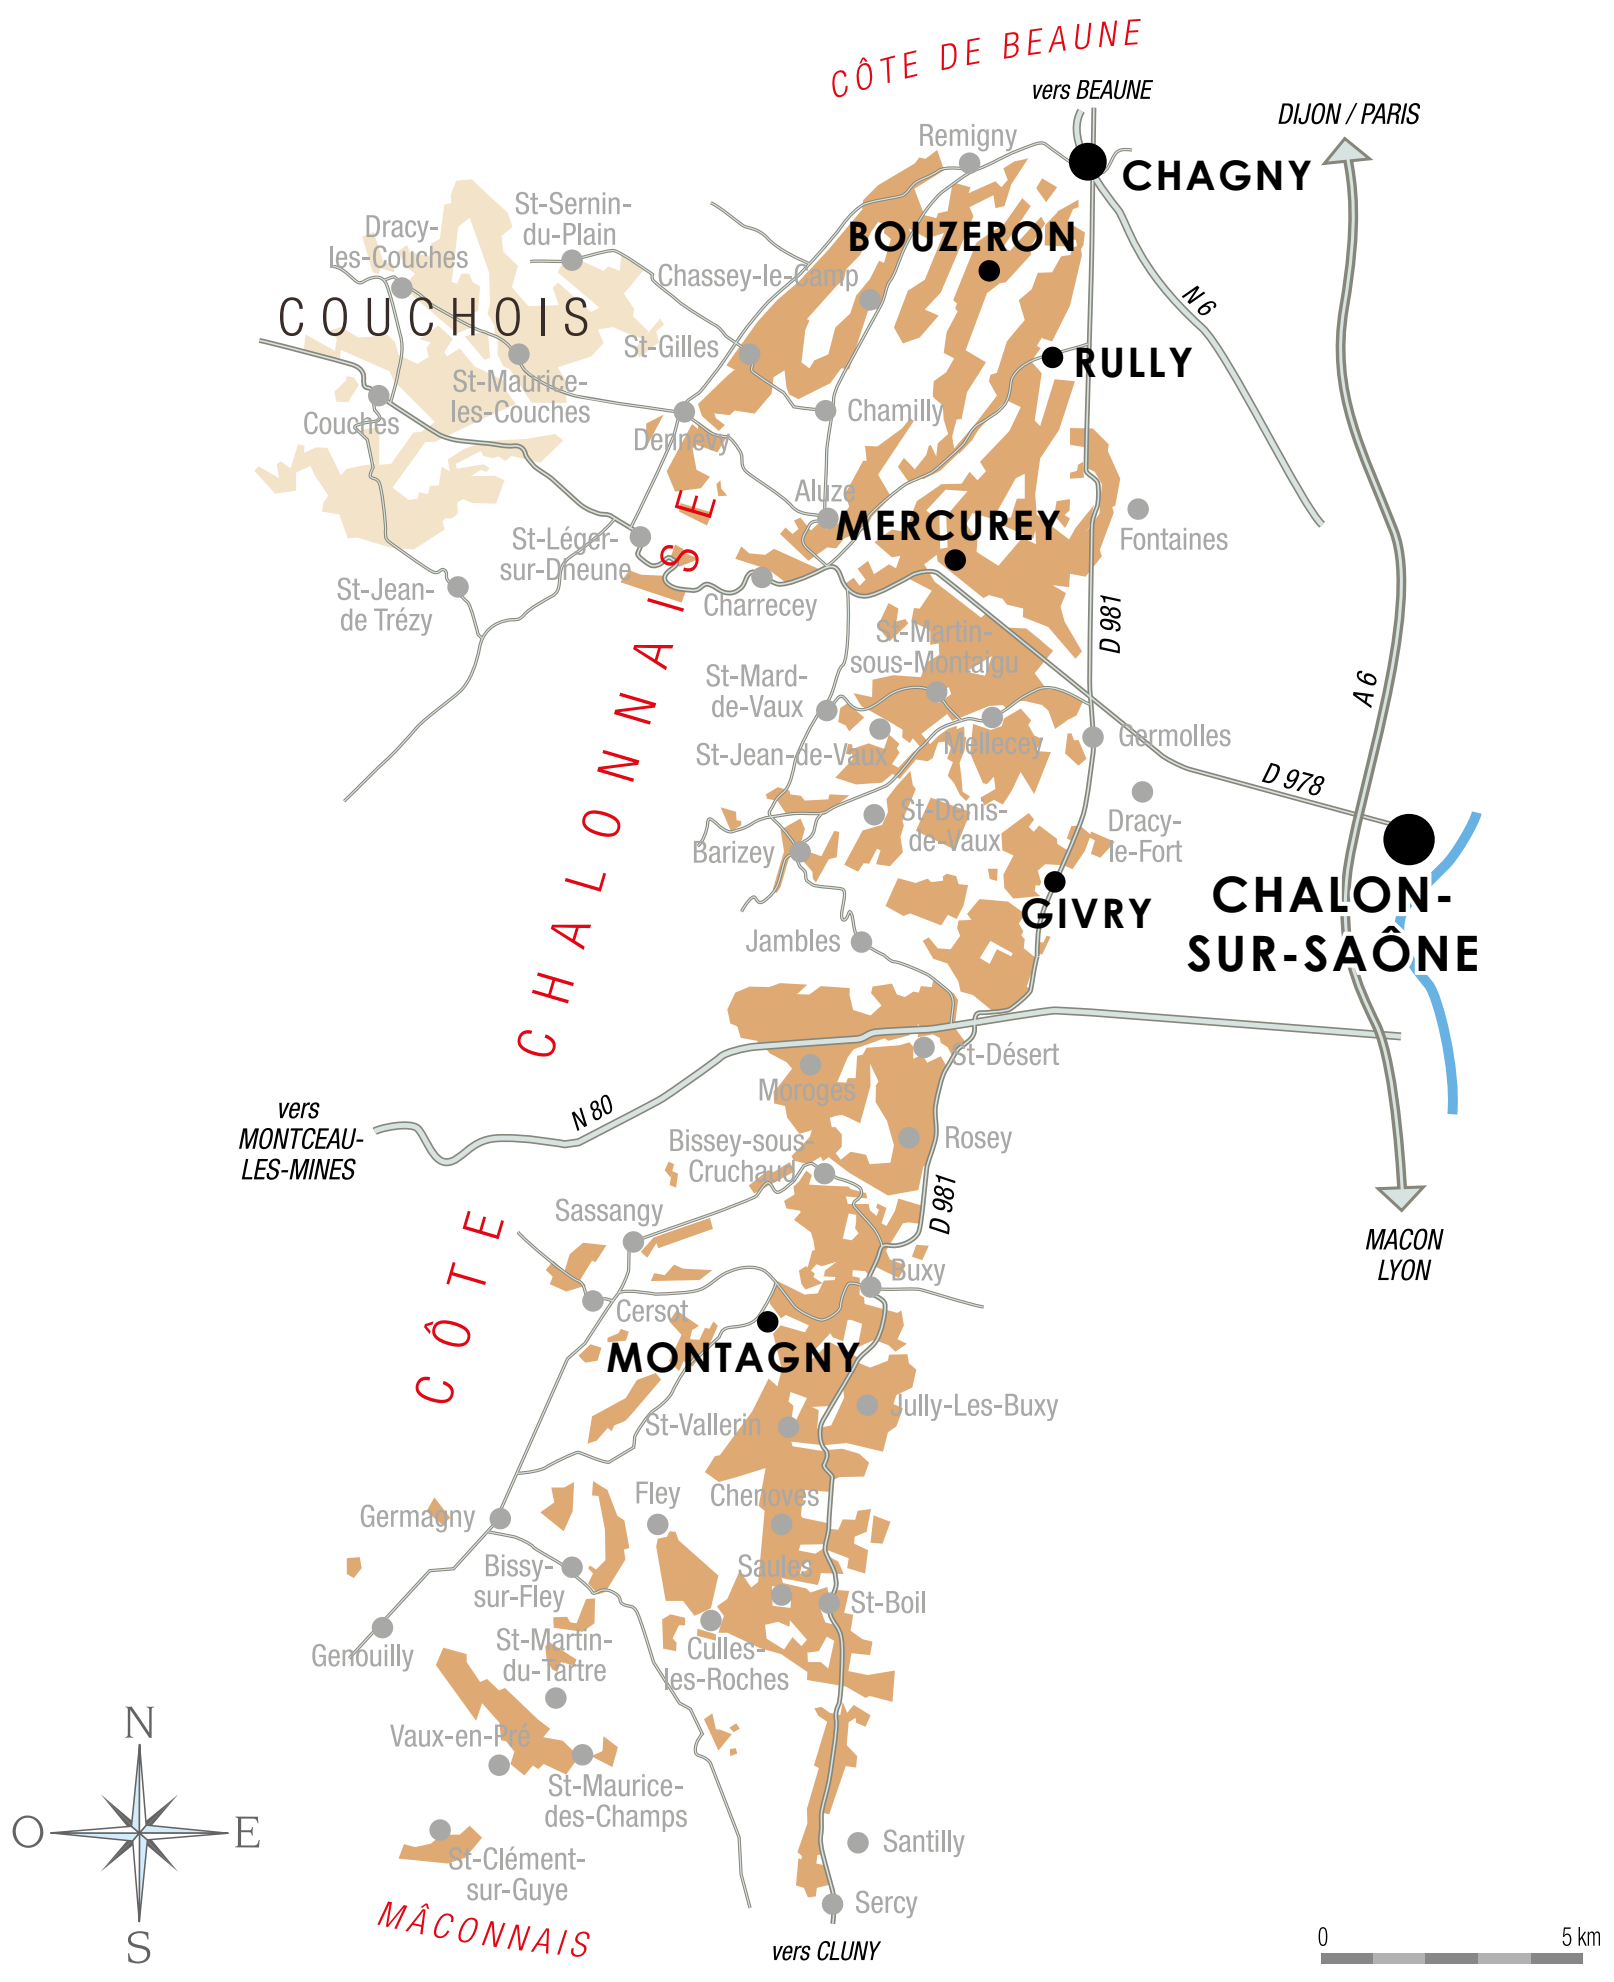 CÔTE DE BEAUNE
vers BEAUNE
DIJON / PARIS
Remigny
CHAGNY
St-Sernin-
du-Plain
Dracy-
les-Couches
BOUZERON
Chassey-le-Camp
COUCHOIS
N 6
St-Gilles
RULLY
St-Maurice-
les-Couches
Couches
Chamilly
Dennevy
Aluze
MERCUREY
Fontaines
St-Léger-
sur-Dheune
St-Jean-
de Trézy
Charrecey
D 981
St-Martin-
sous-Montaigu
St-Mard-
de-Vaux
A 6
St-Jean-de-Vaux
Mellecey
Germolles
D 978
St-Denis-
de-Vaux
Dracy-
le-Fort
Barizey
CHALON-
SUR-SAÔNE
GIVRY
Jambles
CÔTE CHALONNAISE
St-Désert
Moroges
vers
MONTCEAU-
LES-MINES
N 80
Rosey
Bissey-sous-
Cruchaud
D 981
Sassangy
MACON
LYON
Buxy
Cersot
MONTAGNY
Jully-Les-Buxy
St-Vallerin
Fley
Chenoves
Germagny
Bissy-
sur-Fley
Saules
St-Boil
Genouilly
St-Martin-
du-Tartre
Culles-
les-Roches
Vaux-en-Pré
St-Maurice-
des-Champs
N
O
E
S
Santilly
St-Clément-
sur-Guye
Sercy
MÂCONNAIS
vers CLUNY
0
5 km